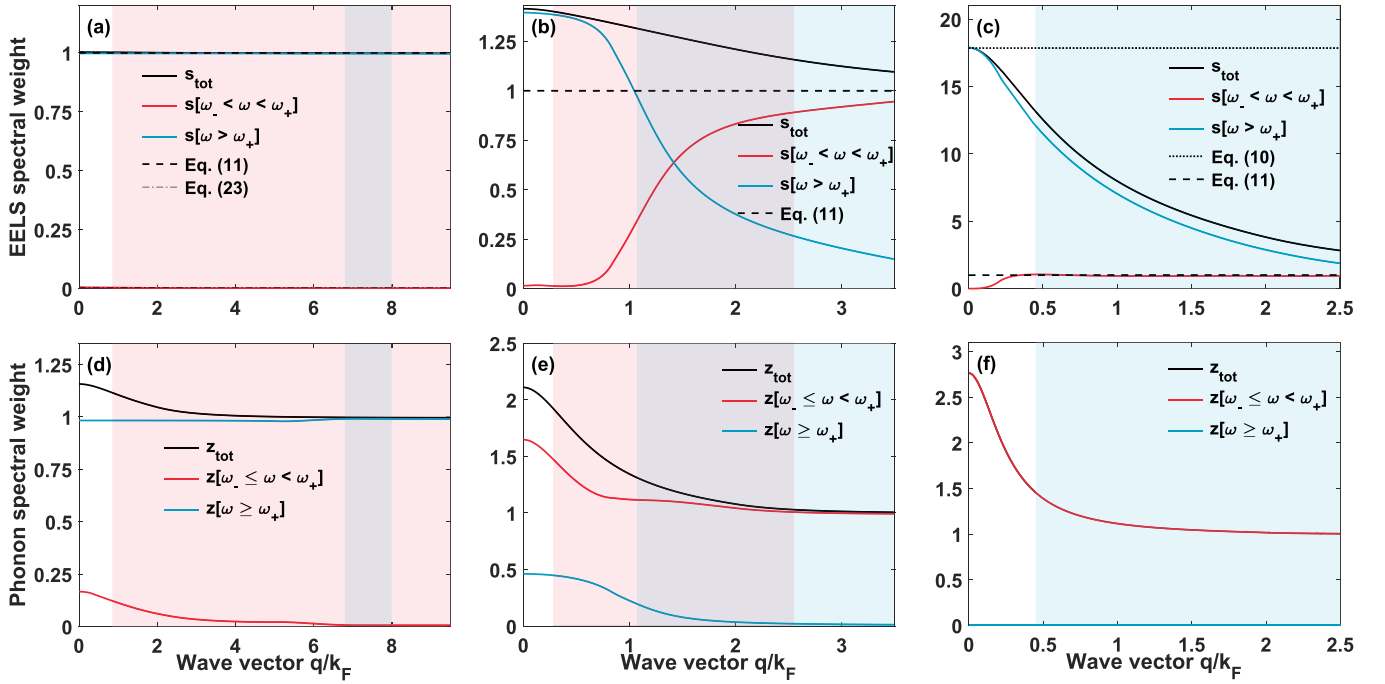 EELS spectral weight
(a)
1.25
1
0.75
0.5
0.25
0
s_tot
s[ω_- < ω < ω_+]
s[ω > ω_+]
Eq. (11)
Eq. (23)
0 2 4 6 8
(b)
1.25
1
0.75
0.5
0.25
0
s_tot
s[ω_- < ω < ω_+]
s[ω > ω_+]
Eq. (11)
0 1 2 3
(c)
20
15
10
5
0
s_tot
s[ω_- < ω < ω_+]
s[ω > ω_+]
Eq. (10)
Eq. (11)
0 0.5 1 1.5 2 2.5
Phonon spectral weight
(d)
1.25
1
0.75
0.5
0.25
0
z_tot
z[ω_- ≤ ω < ω_+]
z[ω ≥ ω_+]
0 2 4 6 8
Wave vector q/k_F
(e)
2.5
2
1.5
1
0.5
0
z_tot
z[ω_- ≤ ω < ω_+]
z[ω ≥ ω_+]
0 1 2 3
Wave vector q/k_F
(f)
3
2.5
2
1.5
1
0.5
0
z_tot
z[ω_- ≤ ω < ω_+]
z[ω ≥ ω_+]
0 0.5 1 1.5 2 2.5
Wave vector q/k_F